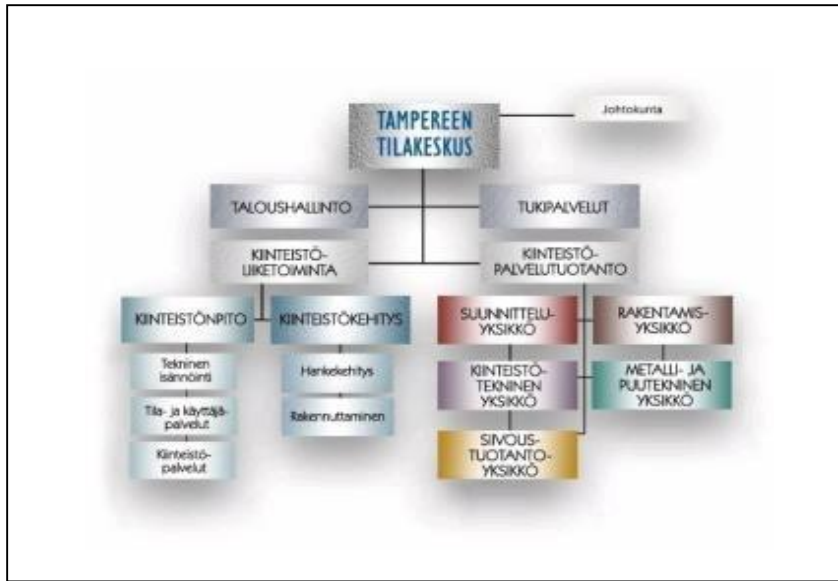 TAMPEREEN
TILAKESKUS
Johtokunta
TALOUSHALLINTO
TUKIPALVELUT
KIINTEISTÖ-
LIIKETOIMINTA
KIINTEISTÖ-
PALVELUTUOTANTO
KIINTEISTÖNPITO
KIINTEISTÖKEHITYS
SUUNNITTELU-
YKSIKKÖ
RAKENTAMIS-
YKSIKKÖ
Tekninen
isännöinti
Hankekehitys
KIINTEISTÖ-
TEKNINEN
YKSIKKÖ
METALLI- JA
PUUTEKNINEN
YKSIKKÖ
Tila- ja käyttäjä-
palvelut
Rakennuttaminen
SIIVOUS-
TUOTANTO-
YKSIKKÖ
Kiinteistö-
palvelut